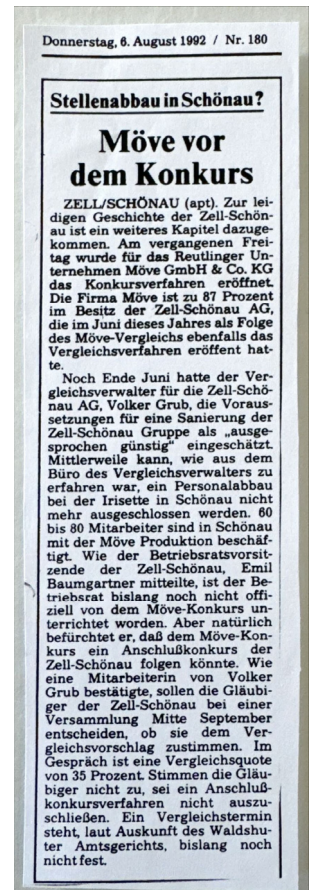 Donnerstag, 6. August 1992 / Nr. 180
Stellenabbau in Schönau?
Möve vor
dem Konkurs
ZELL/SCHÖNAU (apt). Zur lei-
digen Geschichte der Zell-Schön-
au ist ein weiteres Kapitel dazuge-
kommen. Am vergangenen Frei-
tag wurde für das Reutlinger Un-
ternehmen Möve GmbH & Co. KG
das Konkursverfahren eröffnet.
Die Firma Möve ist zu 87 Prozent
im Besitz der Zell-Schönau AG,
die im Juni dieses Jahres als Folge
des Möve-Vergleichs ebenfalls das
Vergleichsverfahren eröffent hat-
te.
Noch Ende Juni hatte der Ver-
gleichsverwalter für die Zell-Schö-
nau AG, Volker Grub, die Voraus-
setzungen für eine Sanierung der
Zell-Schönau Gruppe als „ausge-
sprochen günstig" eingeschätzt.
Mittlerweile kann, wie aus dem
Büro des Vergleichsverwalters zu
erfahren war, ein Personalabbau
bei der Irisette in Schönau nicht
mehr ausgeschlossen werden. 60
bis 80 Mitarbeiter sind in Schönau
mit der Möve Produktion beschäf-
tigt. Wie der Betriebsratsvorsit-
zende der Zell-Schönau, Emil
Baumgartner mitteilte, ist der Be-
triebsrat bislang noch nicht offi-
ziell von dem Möve-Konkurs un-
terrichtet worden. Aber natürlich
befürchtet er, daß dem Möve-Kon-
kurs ein Anschlußkonkurs der
Zell-Schönau folgen könnte. Wie
eine Mitarbeiterin von Volker
Grub bestätigte, sollen die Gläubi-
ger der Zell-Schönau bei einer
Versammlung Mitte September
entscheiden, ob sie dem Ver-
gleichsvorschlag zustimmen. Im
Gespräch ist eine Vergleichsquote
von 35 Prozent. Stimmen die Gläu-
biger nicht zu, sei ein Anschluß-
konkursverfahren nicht auszu-
schließen. Ein Vergleichstermin
steht, laut Auskunft des Waldshu-
ter Amtsgerichts, bislang noch
nicht fest.